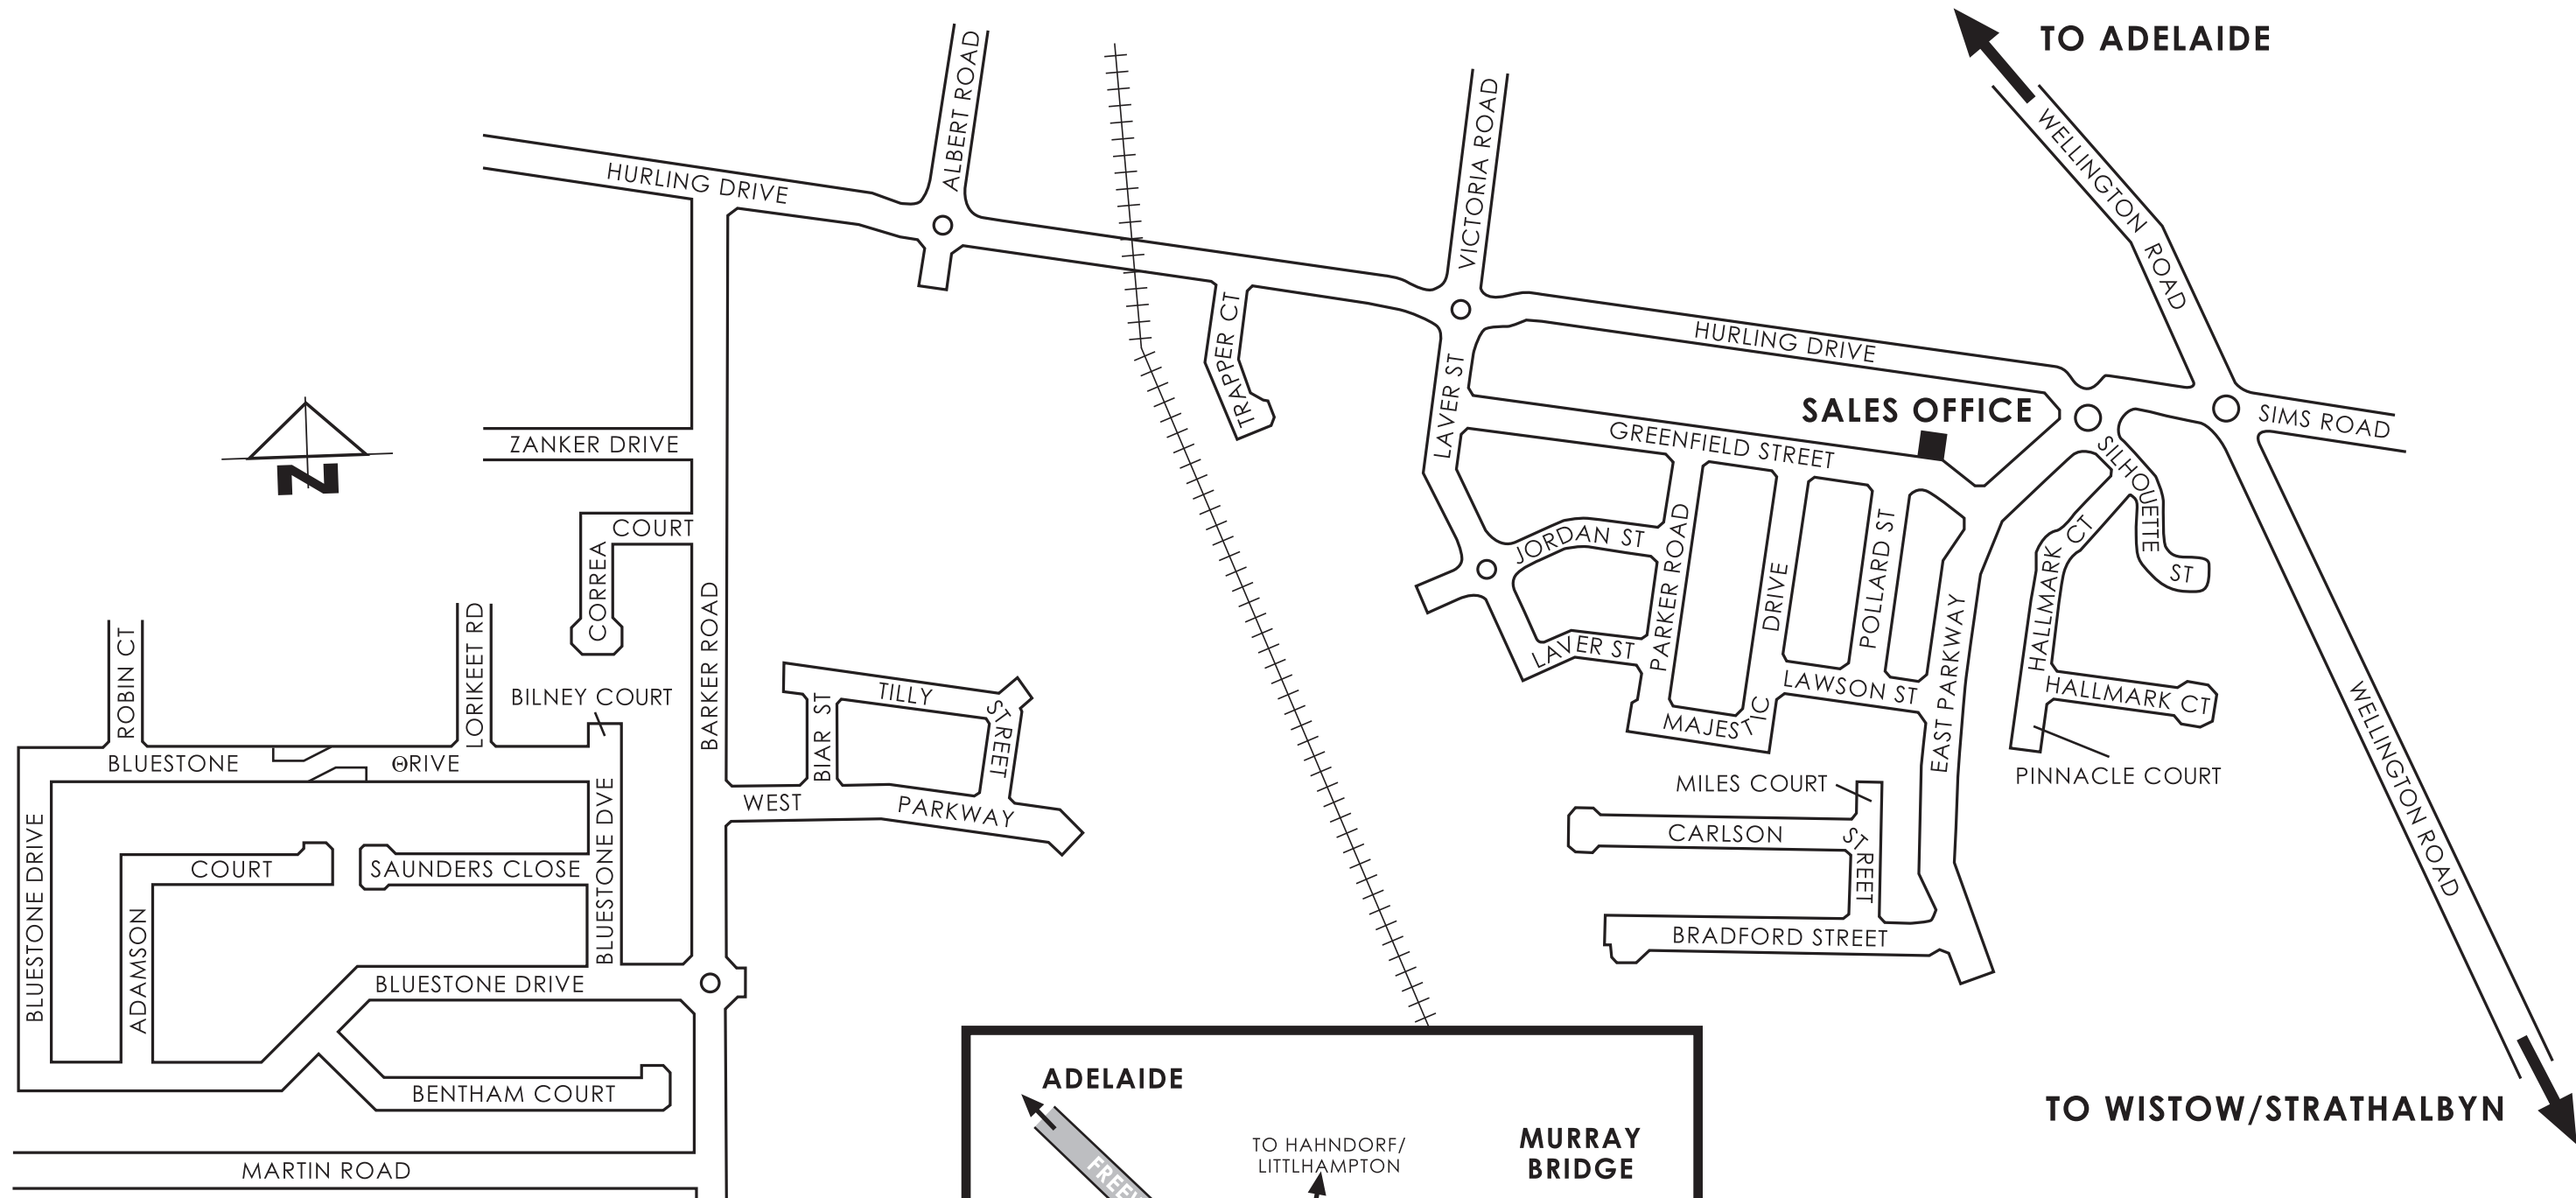 TO ADELAIDE
ALBERT ROAD
VICTORIA ROAD
WELLINGTON ROAD
HURLING DRIVE
TRAPPER CT
HURLING DRIVE
LAVER ST
SALES OFFICE
SIMS ROAD
GREENFIELD STREET
SILHOUETTE ST
ZANKER DRIVE
N
CORREA COURT
JORDAN ST
PARKER ROAD
DRIVE
POLLARD ST
HALLMARK CT
EAST PARKWAY
ROBIN CT
LORIKEET RD
BILNEY COURT
BARKER ROAD
TILLY STREET
BIAR ST
LAVER ST
LAWSON ST
HALLMARK CT
MAJESTIC
WELLINGTON ROAD
BLUESTONE DRIVE
WEST PARKWAY
MILES COURT
PINNACLE COURT
CARLSON STREET
BLUESTONE DRIVE
COURT
SAUNDERS CLOSE
BLUESTONE DVE
ADAMSON
BRADFORD STREET
BLUESTONE DRIVE
BENTHAM COURT
MARTIN ROAD
TO WISTOW/STRATHALBYN
ADELAIDE
TO HAHNDORF/
LITTLHAMPTON
MURRAY
BRIDGE